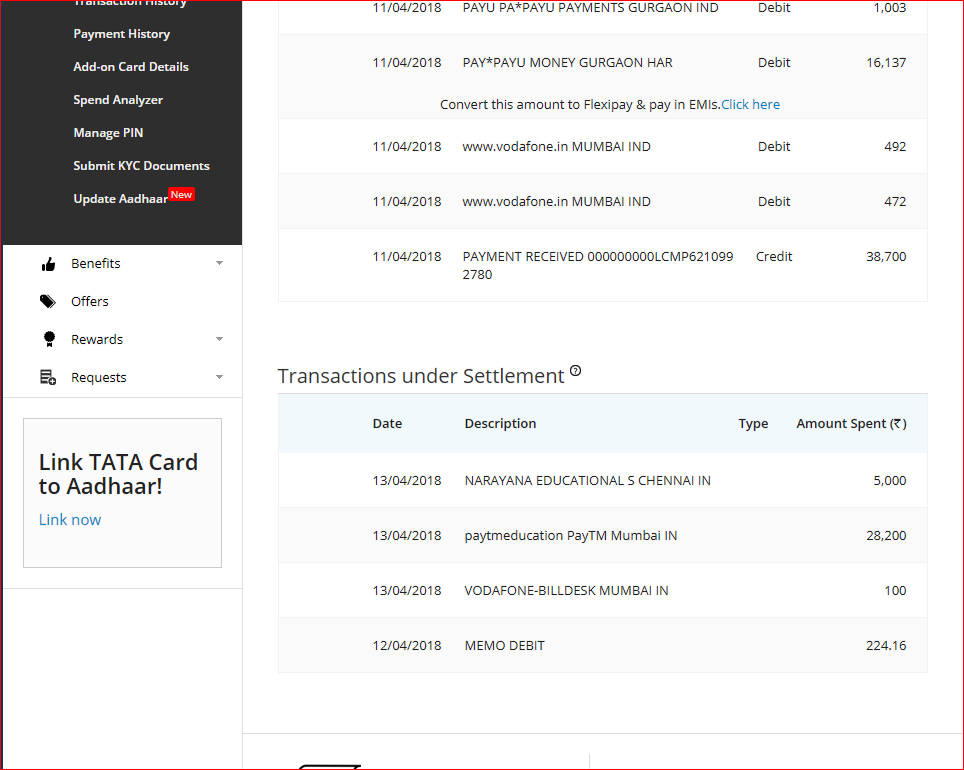 Transaction History
Payment History
Add-on Card Details
Spend Analyzer
Manage PIN
Submit KYC Documents
Update Aadhaar New
Benefits
Offers
Rewards
Requests
Link TATA Card
to Aadhaar!
Link now
11/04/2018 PAYU PA*PAYU PAYMENTS GURGAON IND Debit 1,003
11/04/2018 PAY*PAYU MONEY GURGAON HAR Debit 16,137
Convert this amount to Flexipay & pay in EMIs.Click here
11/04/2018 www.vodafone.in MUMBAI IND Debit 492
11/04/2018 www.vodafone.in MUMBAI IND Debit 472
11/04/2018 PAYMENT RECEIVED 000000000LCMP621099 Credit 38,700
2780
Transactions under Settlement ?
Date Description Type Amount Spent (₹)
13/04/2018 NARAYANA EDUCATIONAL S CHENNAI IN 5,000
13/04/2018 paytmeducation PayTM Mumbai IN 28,200
13/04/2018 VODAFONE-BILLDESK MUMBAI IN 100
12/04/2018 MEMO DEBIT 224.16